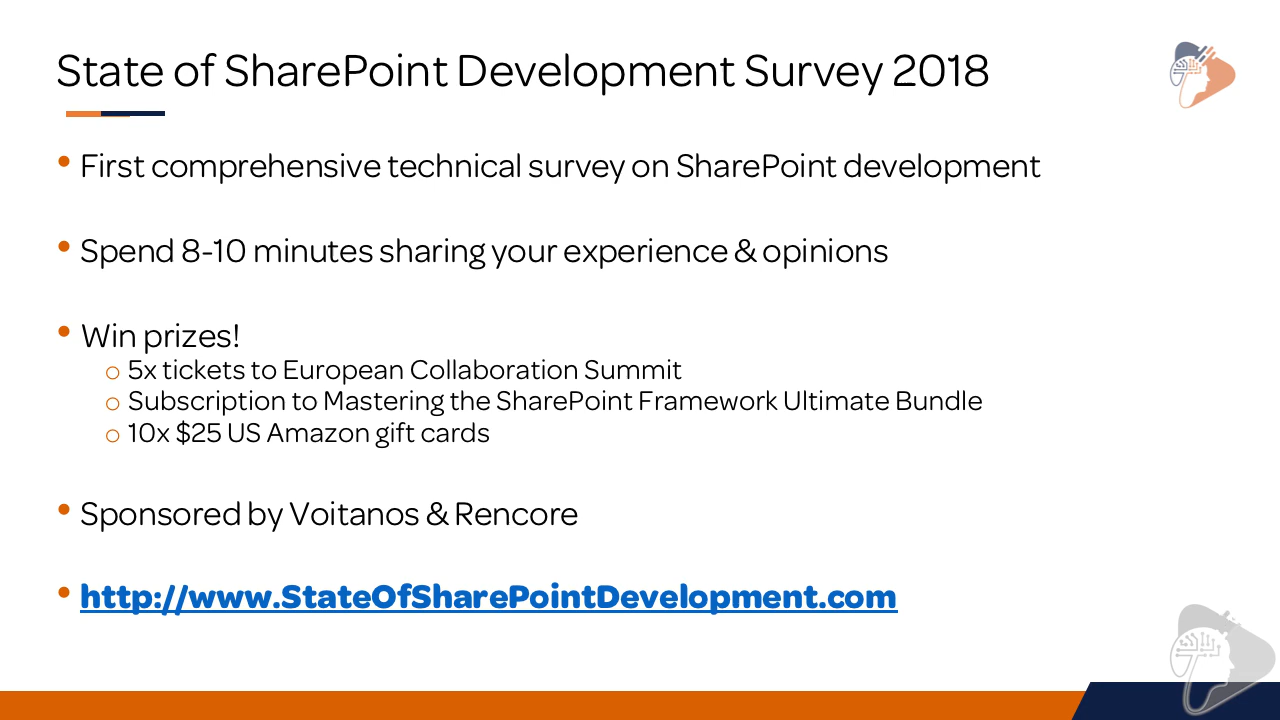 State of SharePoint Development Survey 2018
• First comprehensive technical survey on SharePoint development
• Spend 8-10 minutes sharing your experience & opinions
• Win prizes!
o 5x tickets to European Collaboration Summit
o Subscription to Mastering the SharePoint Framework Ultimate Bundle
o 10x $25 US Amazon gift cards
• Sponsored by Voitanos & Rencore
• http://www.StateOfSharePointDevelopment.com